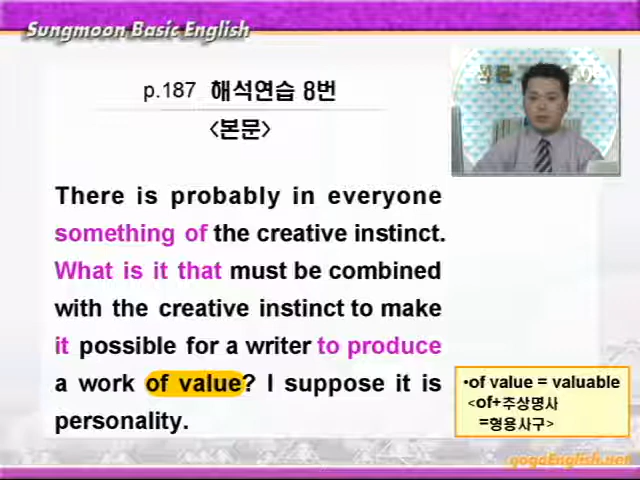 Sungmoon Basic English
p.187 해석연습 8번
<본문>
There is probably in everyone
something of the creative instinct.
What is it that must be combined
with the creative instinct to make
it possible for a writer to produce
a work of value? I suppose it is
personality.
•of value = valuable
<of+추상명사
=형용사구>
gogoEnglish.net